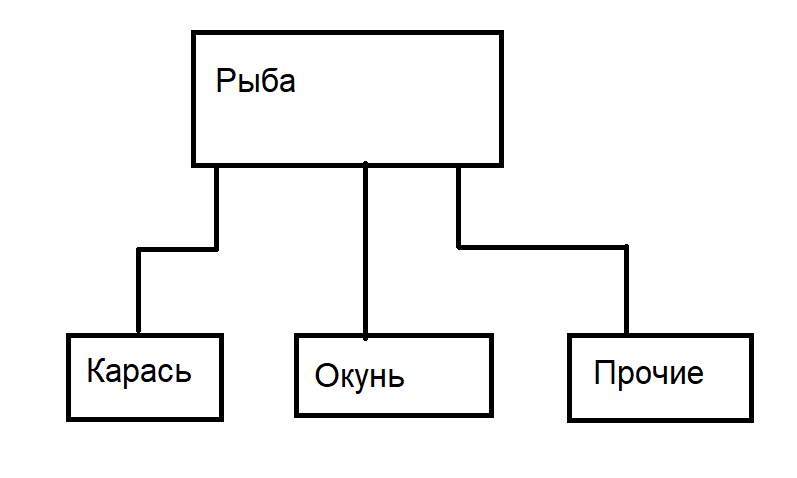 Рыба
Карась
Окунь
Прочие